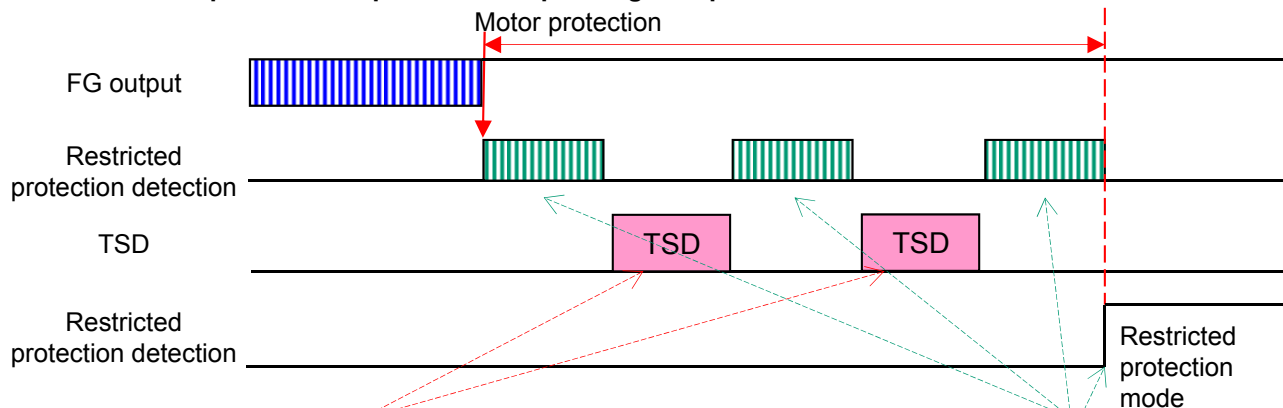 Motor protection
FG output
Restricted
protection detection
TSD
TSD
TSD
Restricted
protection detection
Restricted
protection
mode